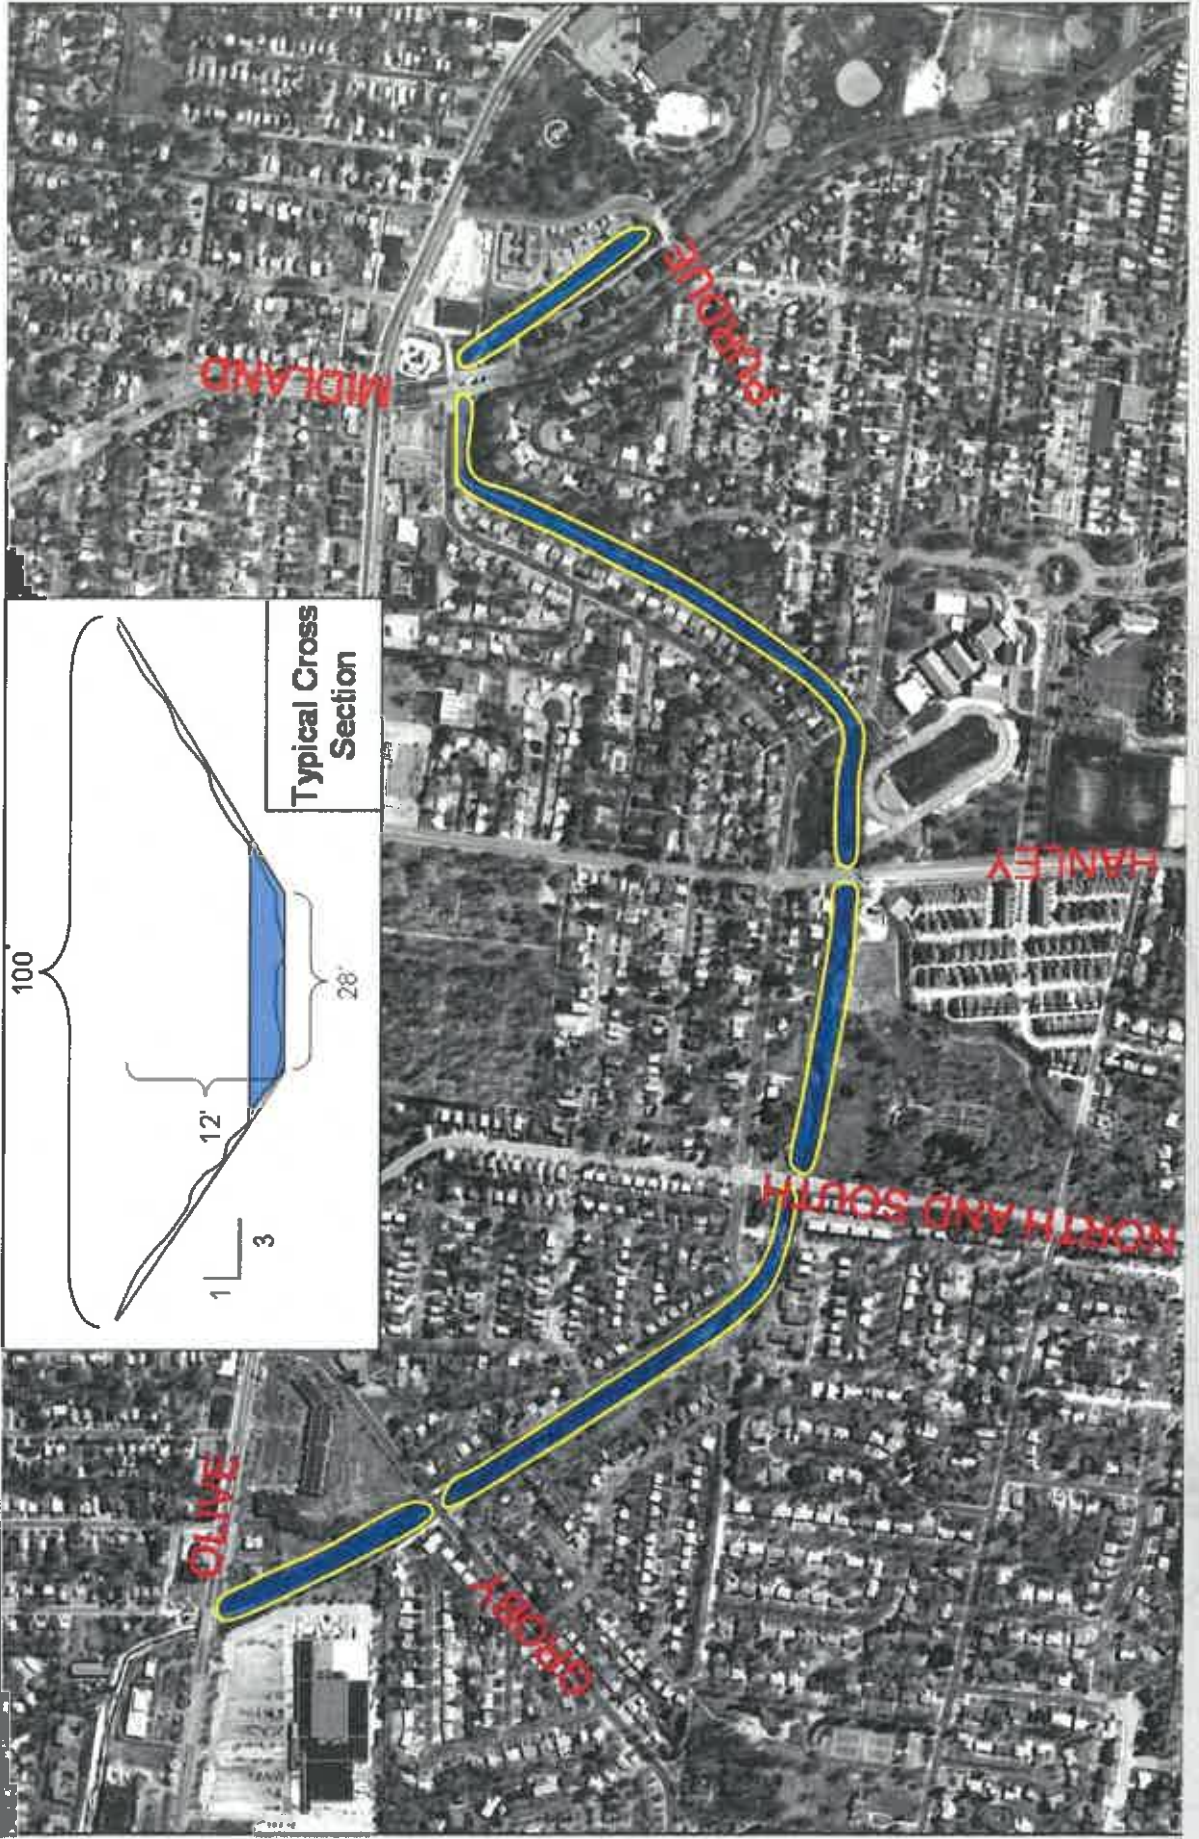 100'
12'
28'
1
3
Typical Cross
Section
OLIVE
GROBY
NORTH AND SOUTH
HANLEY
MIDLAND
PURDUE